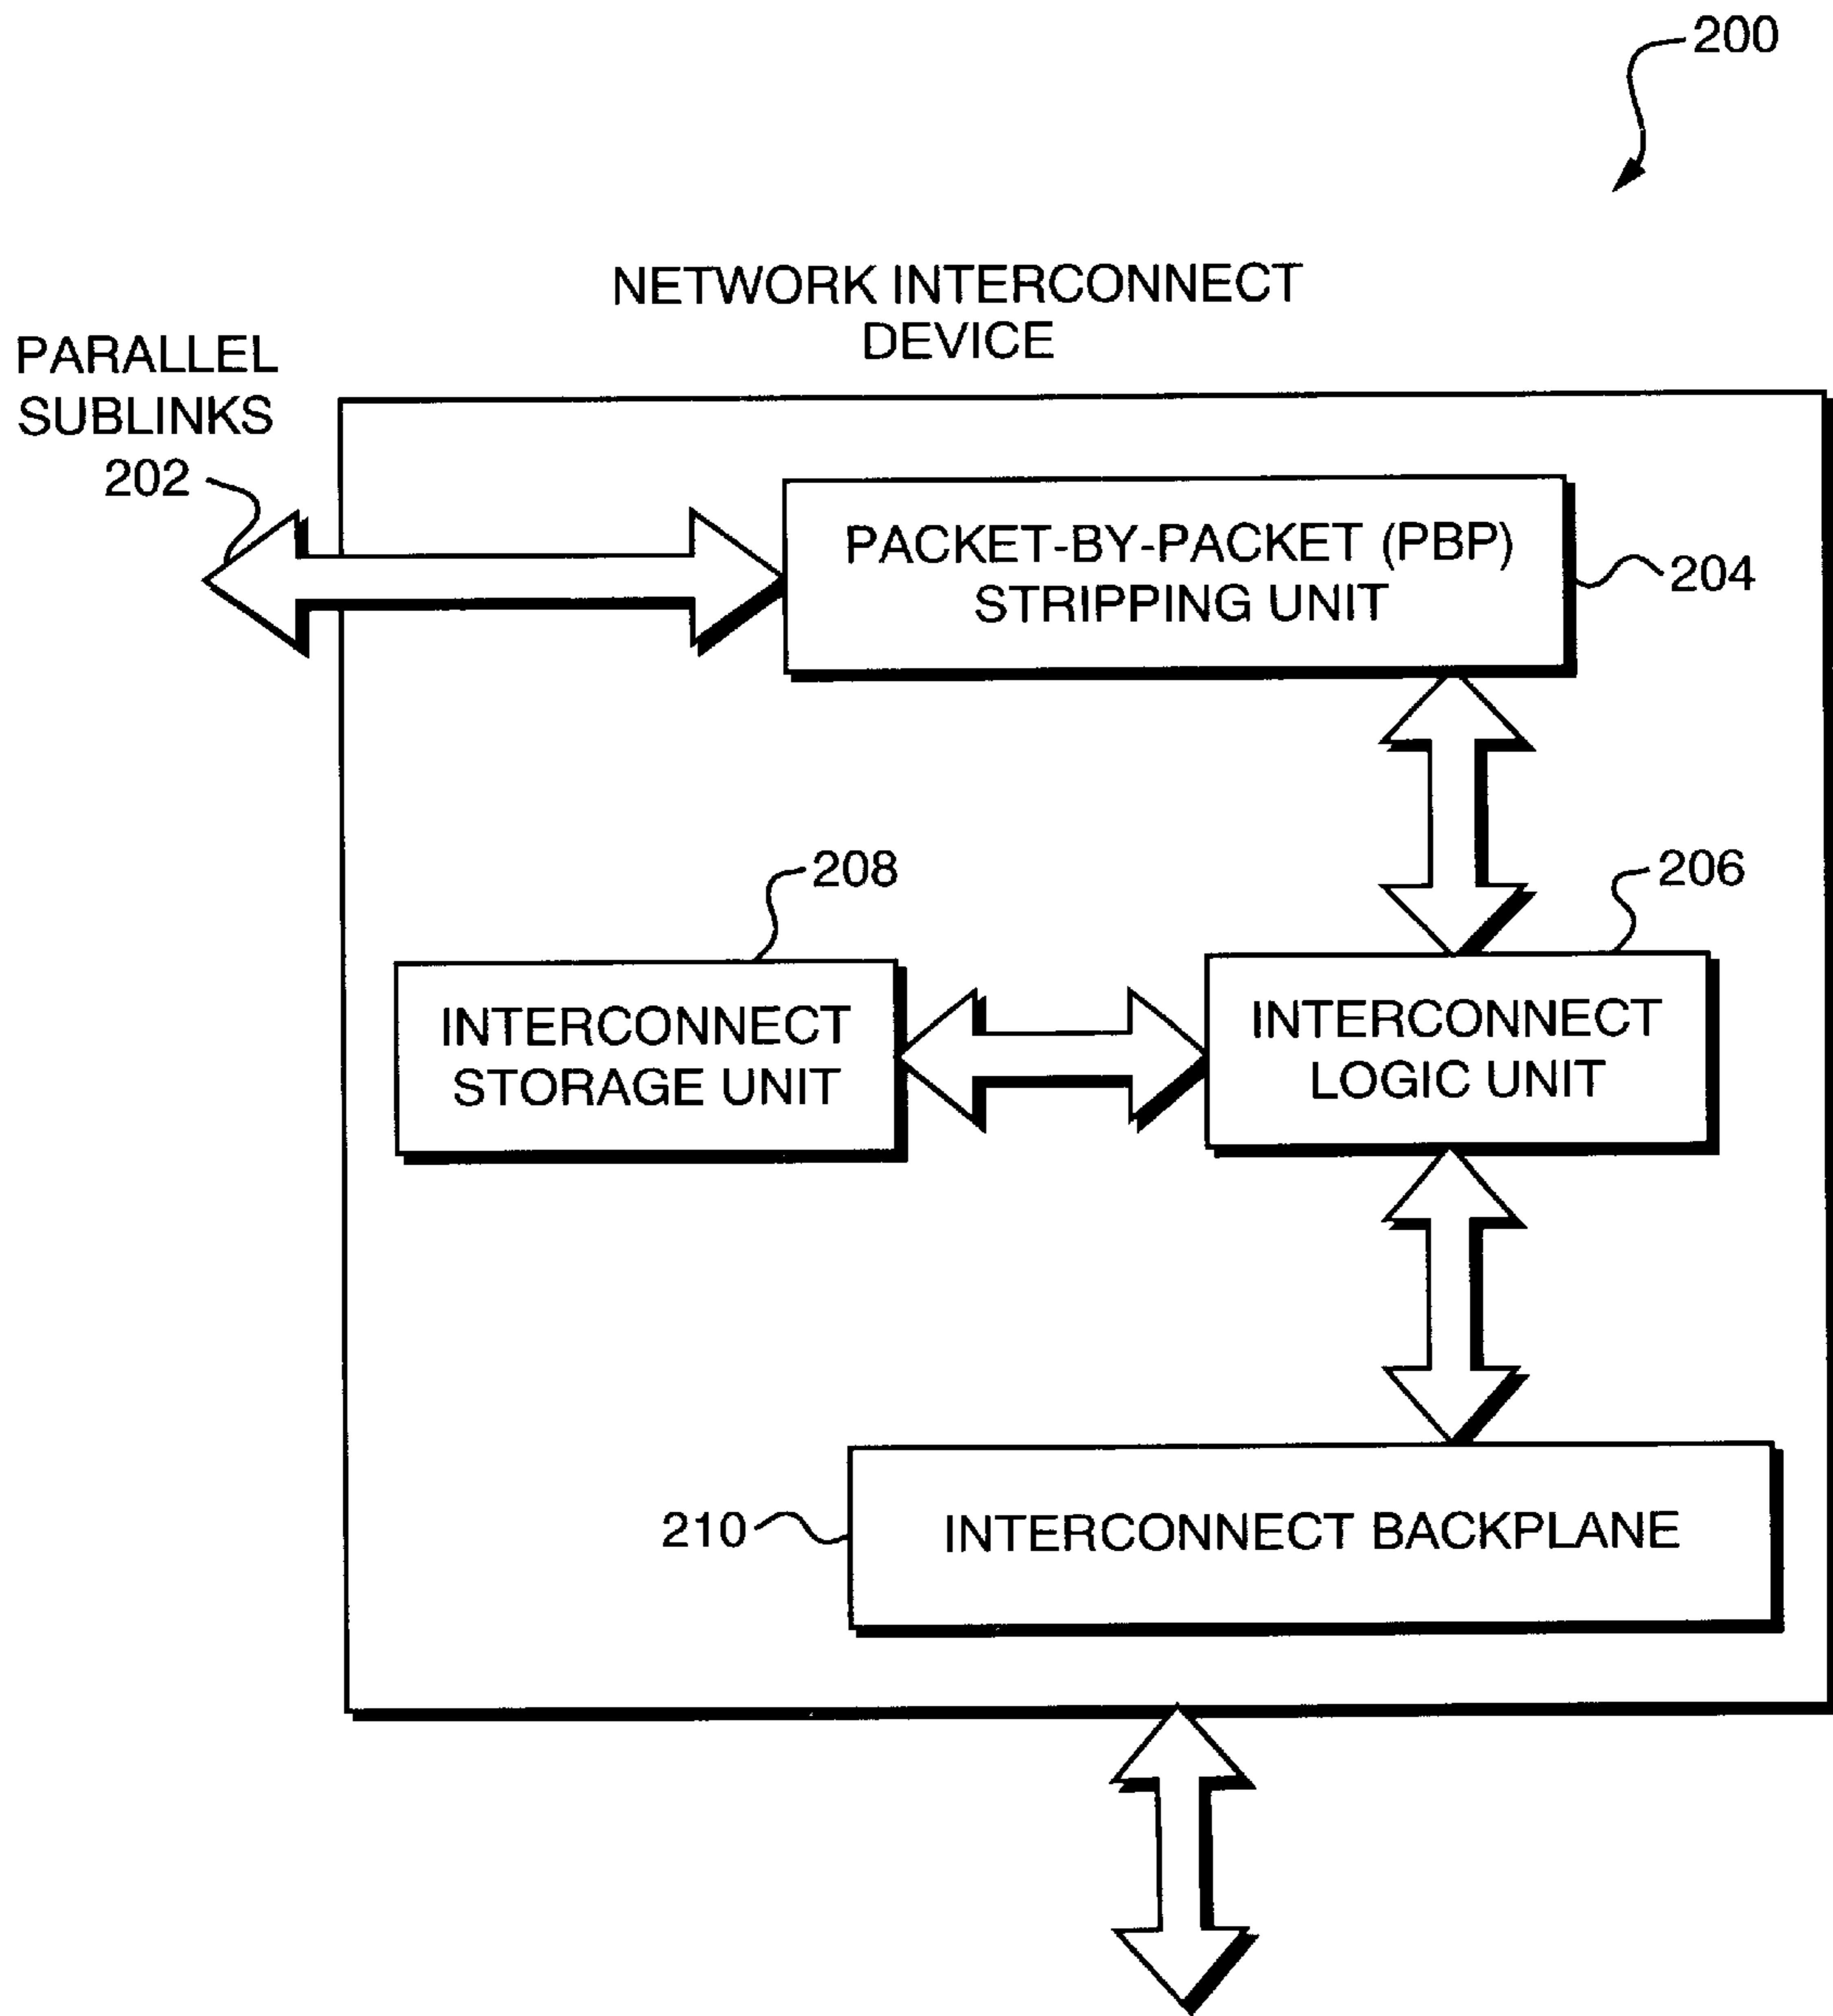 200
NETWORK INTERCONNECT
DEVICE
PARALLEL
SUBLINKS
202
PACKET-BY-PACKET (PBP)
STRIPPING UNIT
204
208
206
INTERCONNECT
STORAGE UNIT
INTERCONNECT
LOGIC UNIT
210
INTERCONNECT BACKPLANE